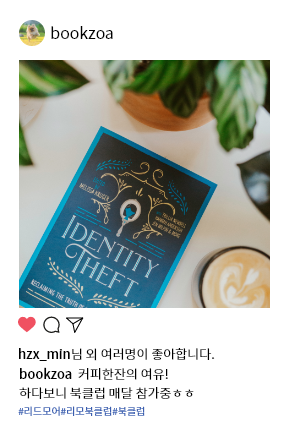 bookzoa
MELISSA KRUGER
IDENTITY
THEFT
RECLAIMING THE TRUTH OF
hzx_min님 외 여러명이 좋아합니다.
bookzoa 커피한잔의 여유!
하다보니 북클럽 매달 참가중ㅎㅎ
#리드모어#리모북클럽#북클럽